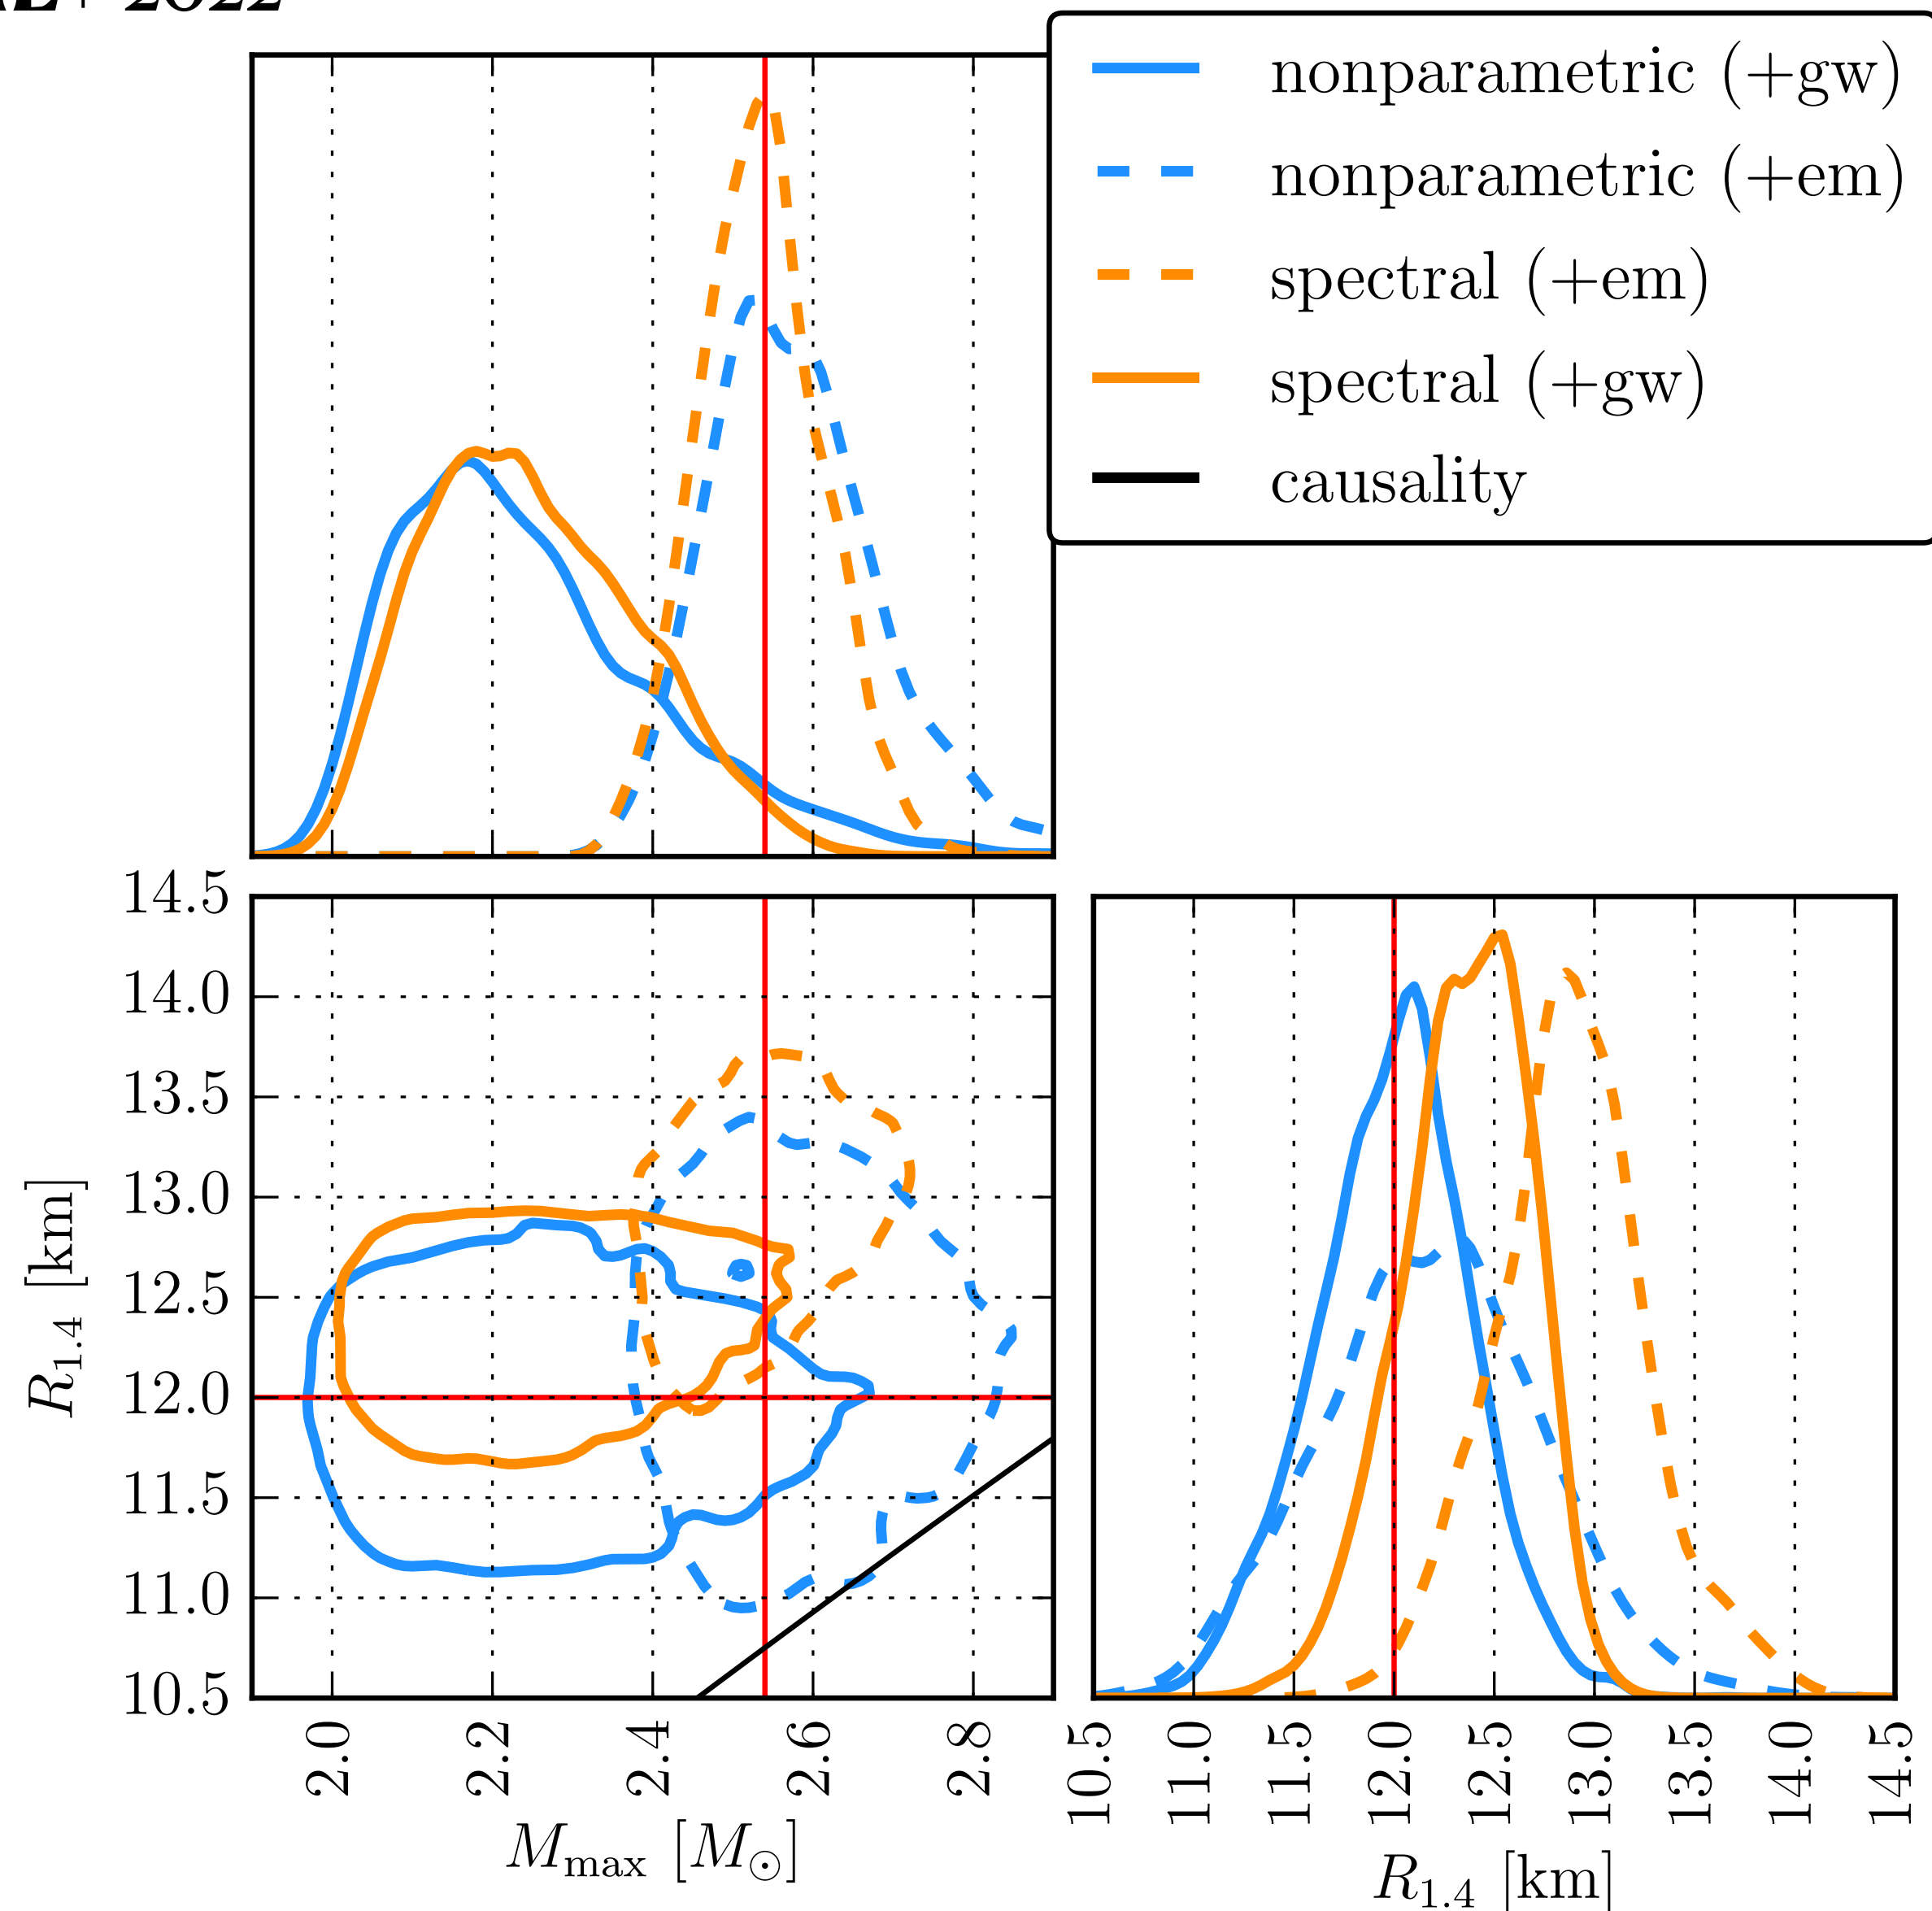 + 2022
nonparametric (+gw)
nonparametric (+em)
spectral (+em)
spectral (+gw)
causality
14.5
14.0
13.5
13.0
12.5
12.0
11.5
11.0
10.5
R1.4 [km]
2.0 2.2 2.4 2.6 2.8
Mmax [M⊙]
10.5 11.0 11.5 12.0 12.5 13.0 13.5 14.0 14.5
R1.4 [km]